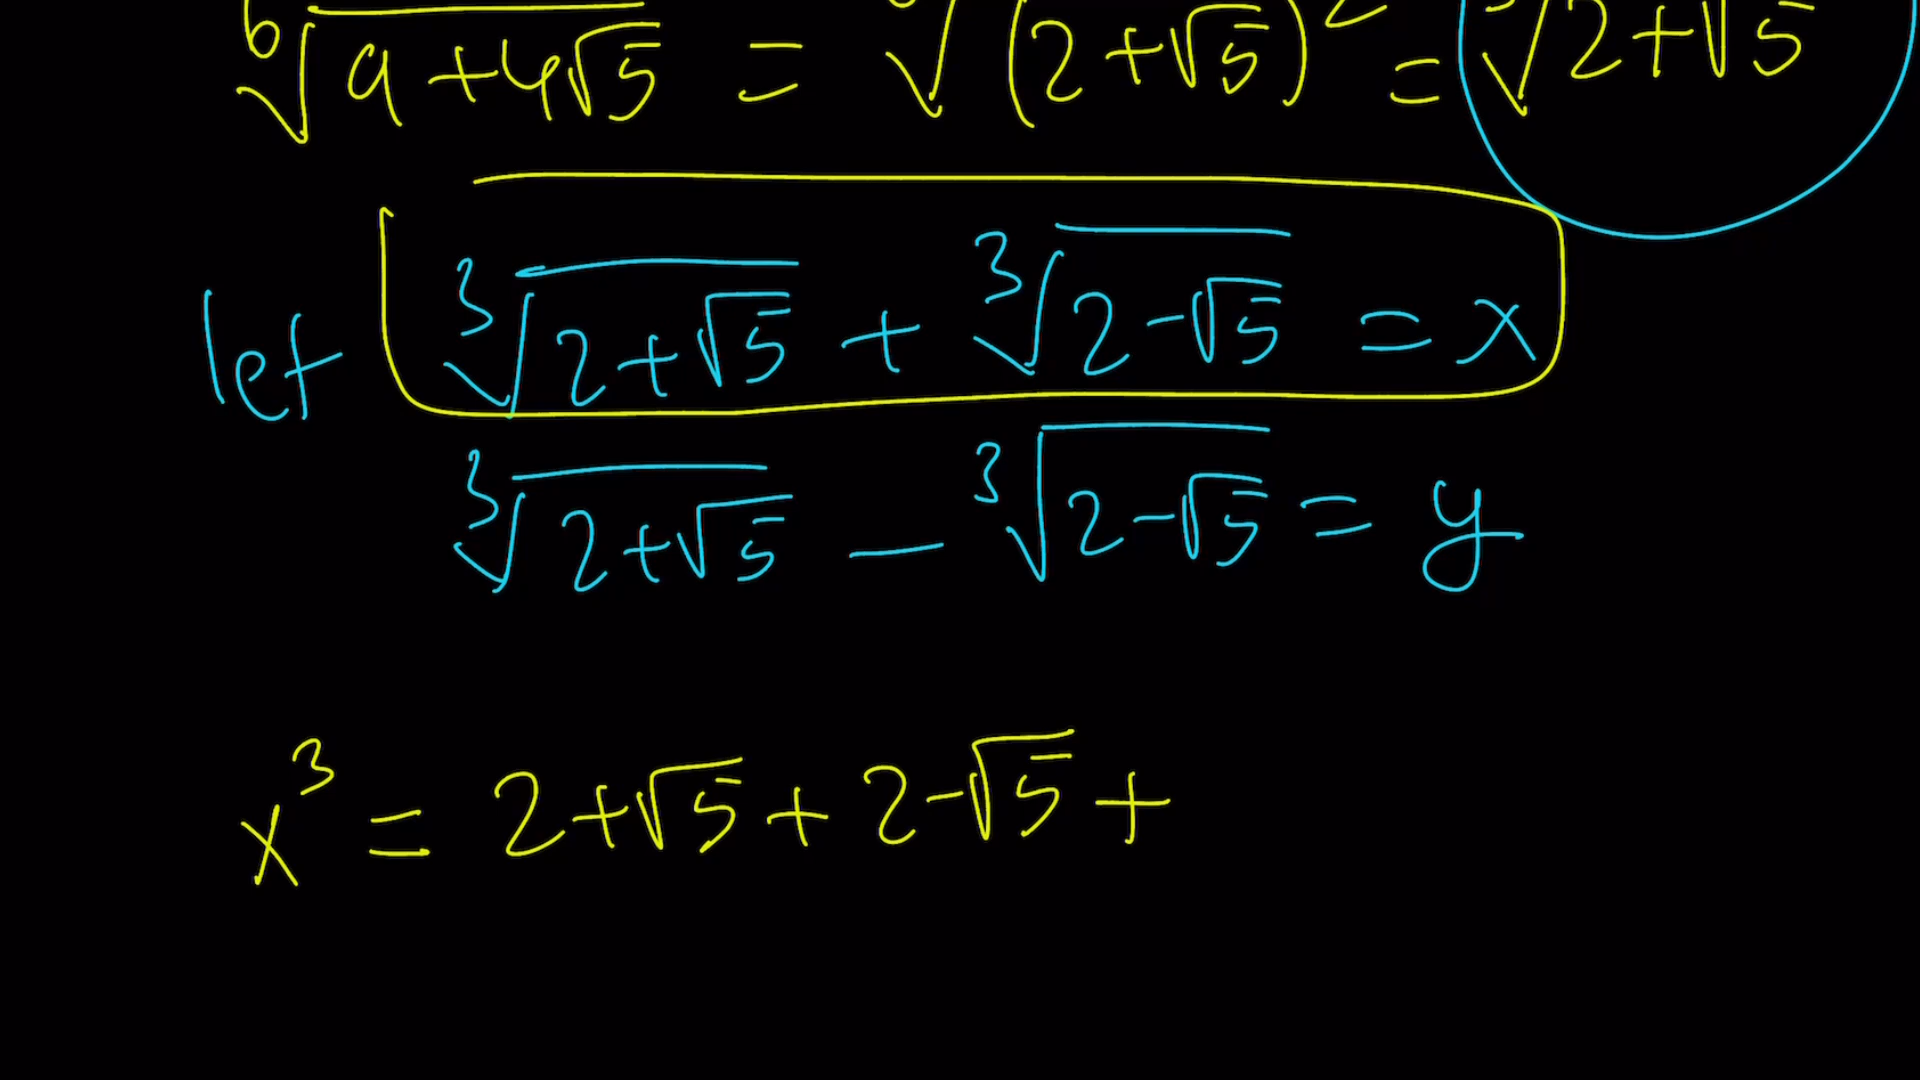 ⁶√(9+4√5) = √(2+√5)² = ³√(2+√5)
let ³√(2+√5) + ³√(2-√5) = x
³√(2+√5) - ³√(2-√5) = y
x³ = 2+√5 + 2-√5 +